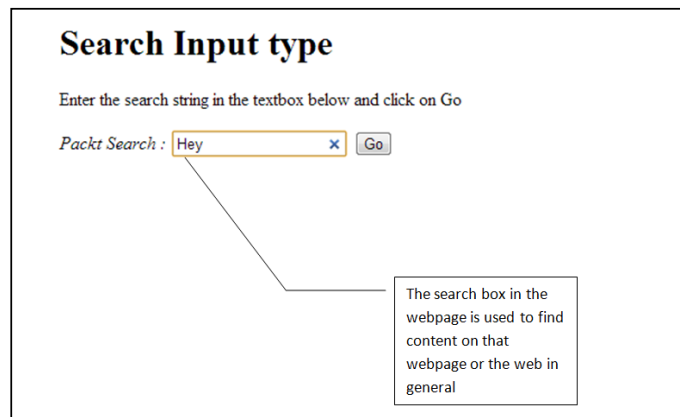 Search Input type
Enter the search string in the textbox below and click on Go
Packt Search : Hey × Go
The search box in the
webpage is used to find
content on that
webpage or the web in
general